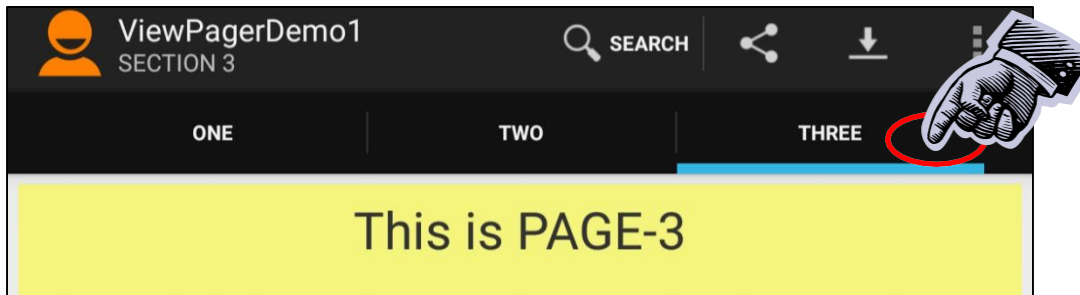 ViewPagerDemo1
SECTION 3
SEARCH
ONE TWO THREE
This is PAGE-3